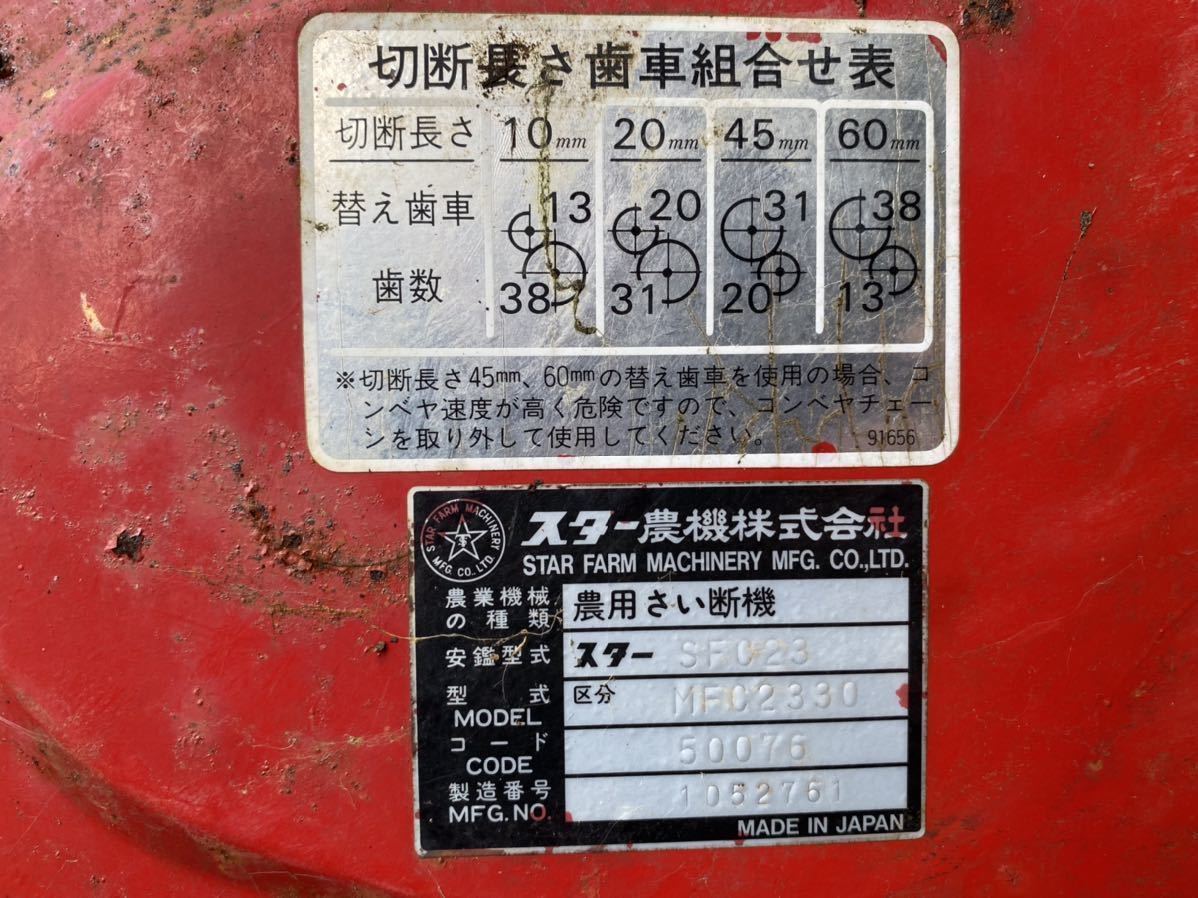 切断長さ歯車組合せ表
切断長さ 10mm 20mm 45mm 60mm
替え歯車 13 20 31 38
歯数 38 31 20 13
※切断長さ45mm、60mmの替え歯車を使用の場合、コ
ンベヤ速度が高く危険ですので、コンベヤチェー
ンを取り外して使用してください。 91656
STAR FARM MACHINERY MFG. CO.,LTD.
スター農機株式会社
STAR FARM MACHINERY MFG. CO.,LTD.
農業機械 農用さい断機
の種類
安鑑型式 スター SFC23
型式 区分 MFC2330
MODEL
コード 50076
CODE
製造番号 1052761
MFG.NO.
MADE IN JAPAN